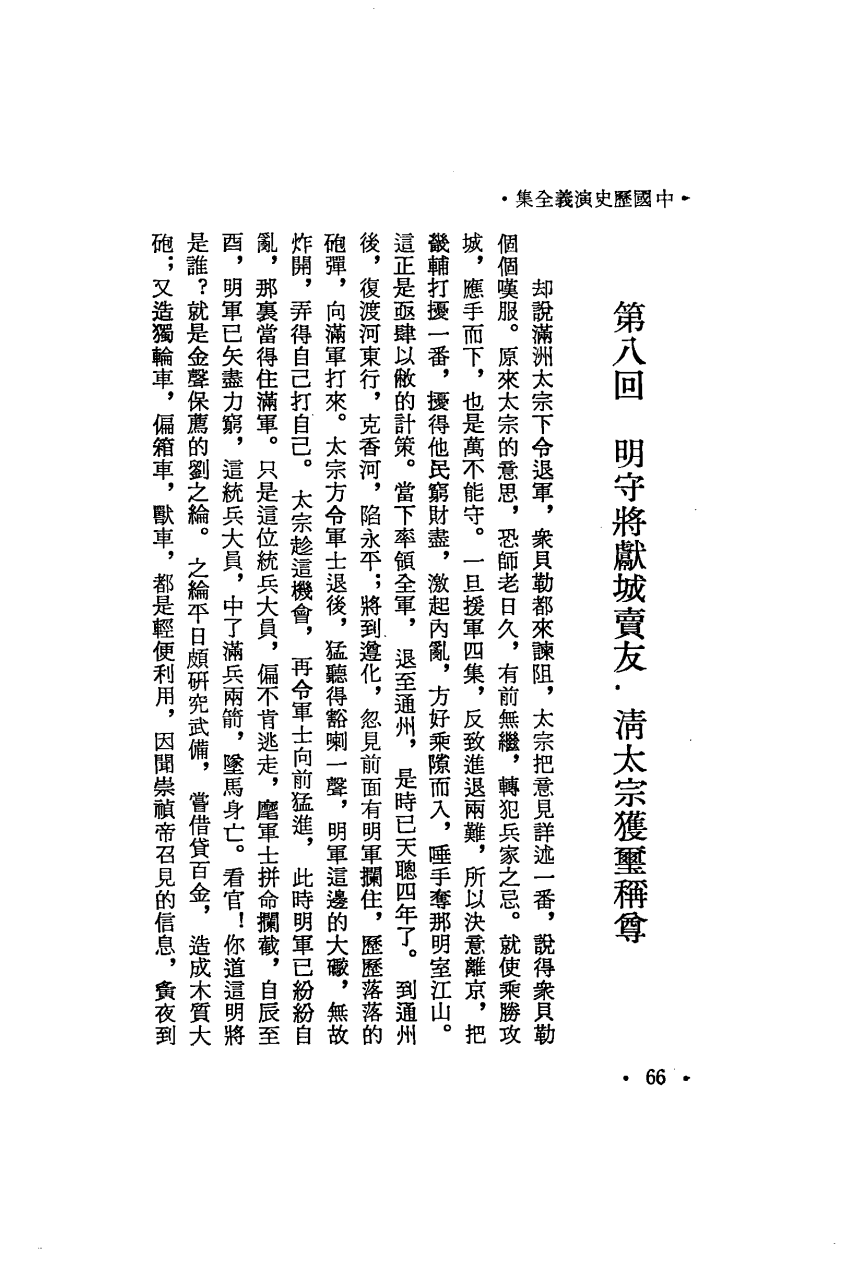 ·中國歷史演義全集·
第八回　明守將獻城賣友·淸太宗獲璽稱尊
却說滿洲太宗下令退軍，衆貝勒都來諫阻，太宗把意見詳述一番，說得衆貝勒
個個嘆服。原來太宗的意思，恐師老日久，有前無繼，轉犯兵家之忌。就使乘勝攻
城，應手而下，也是萬不能守。一旦援軍四集，反致進退兩難，所以決意離京，把
畿輔打擾一番，擾得他民窮財盡，激起內亂，方好乘隙而入，唾手奪那明室江山。
這正是亟肆以敝的計策。當下率領全軍，退至通州，是時已天聰四年了。到通州
後，復渡河東行，克香河，陷永平；將到遵化，忽見前面有明軍攔住，歷歷落落的
砲彈，向滿軍打來。太宗方令軍士退後，猛聽得豁喇一聲，明軍這邊的大礮，無故
炸開，弄得自己打自己。太宗趁這機會，再令軍士向前猛進，此時明軍已紛紛自
亂，那裏當得住滿軍。只是這位統兵大員，偏不肯逃走，麾軍士拼命攔截，自辰至
酉，明軍已矢盡力窮，這統兵大員，中了滿兵兩箭，墜馬身亡。看官！你道這明將
是誰？就是金聲保薦的劉之綸。之綸平日頗研究武備，嘗借貸百金，造成木質大
砲；又造獨輪車，偏箱車，獸車，都是輕便利用，因聞崇禎帝召見的信息，夤夜到
·66·